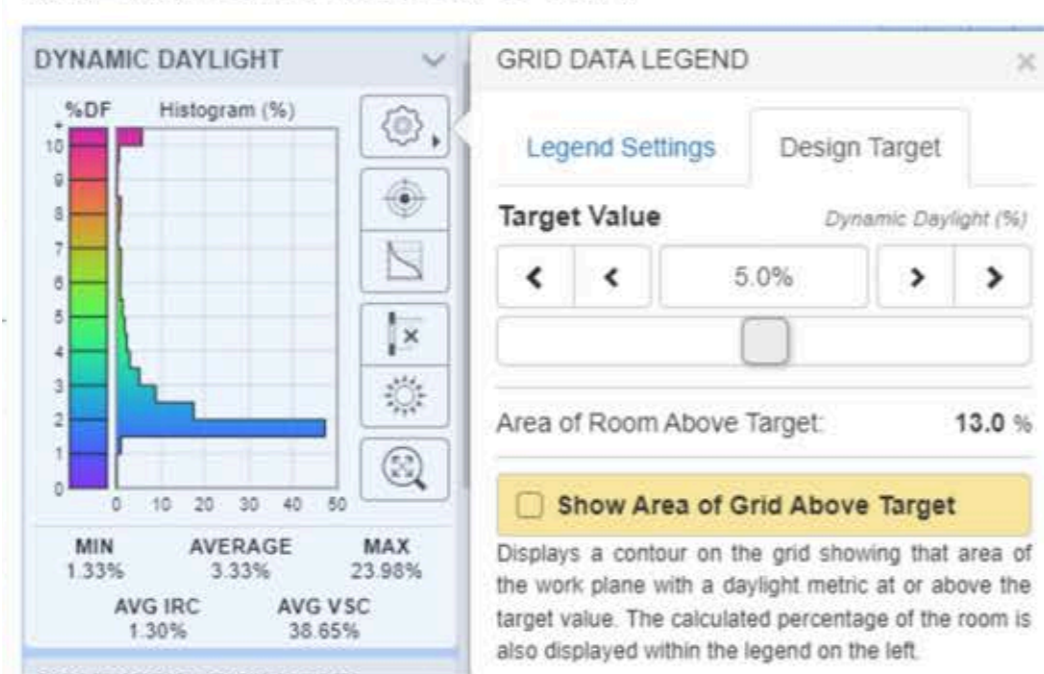 DYNAMIC DAYLIGHT
%DF Histogram (%)
+
10
9
8
7
6
5
4
3
2
1
0
0 10 20 30 40 50
MIN AVERAGE MAX
1.33% 3.33% 23.98%
AVG IRC AVG VSC
1.30% 38.65%
GRID DATA LEGEND
Legend Settings Design Target
Target Value Dynamic Daylight (%)
5.0%
Area of Room Above Target: 13.0 %
Show Area of Grid Above Target
Displays a contour on the grid showing that area of
the work plane with a daylight metric at or above the
target value. The calculated percentage of the room is
also displayed within the legend on the left.